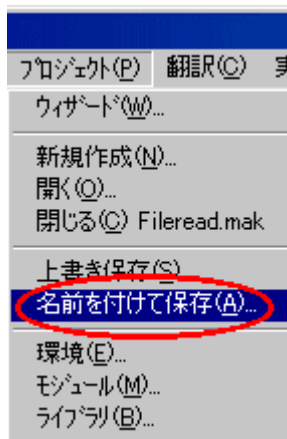 プロジェクト(P) 翻訳(C) 実
ウィザード(W)...
新規作成(N)...
開く(O)...
閉じる(C) Fileread.mak
上書き保存(S)
名前を付けて保存(A)...
環境(E)...
モジュール(M)...
ライブラリ(B)...